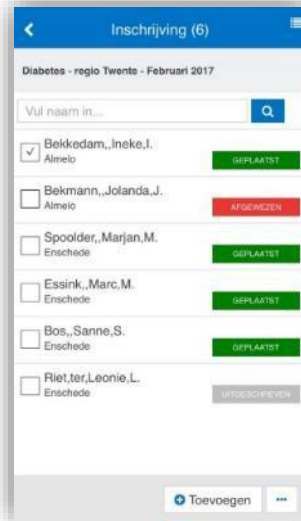 Inschrijving (6)
Diabetes - regio Twente - Februari 2017
Vul naam in...
Bekkedam,,Ineke,I.
Almelo
GEPLAATST
Bekmann,,Jolanda,J.
Almelo
AFGEWEZEN
Spoolder,,Marjan,M.
Enschede
GEPLAATST
Essink,,Marc,M.
Enschede
GEPLAATST
Bos,,Sanne,S.
Enschede
GEPLAATST
Riet,ter,Leonie,L.
Enschede
UITGESCHREVEN
Toevoegen